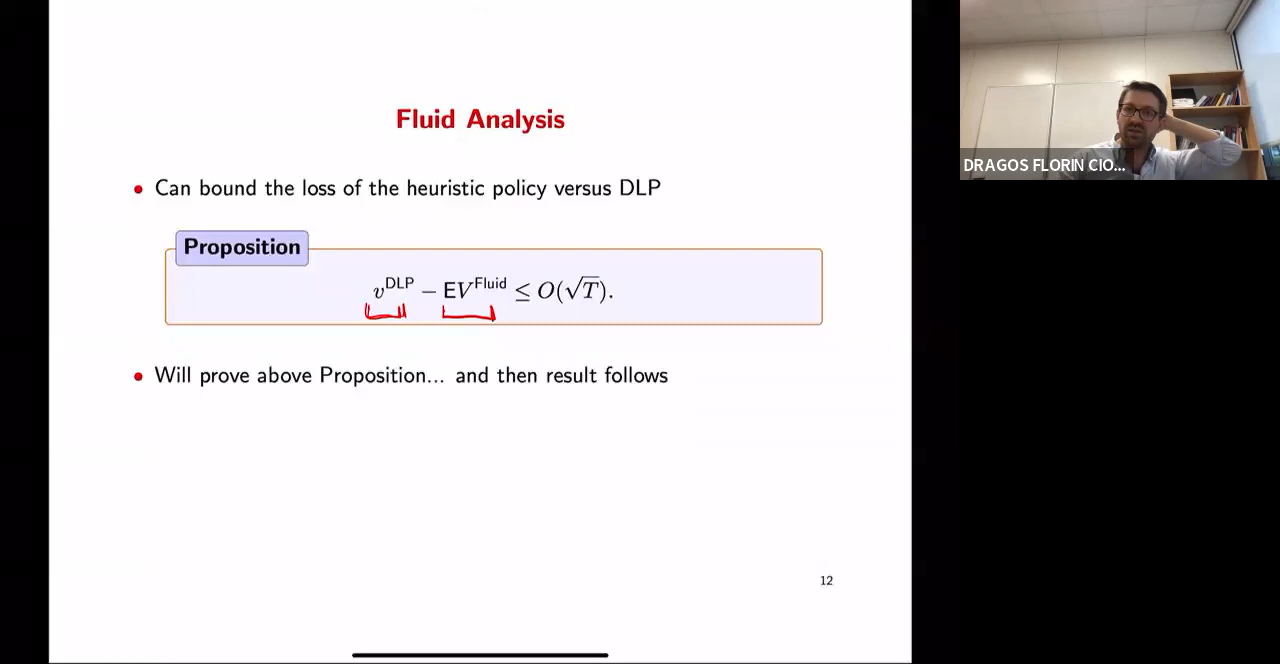 Fluid Analysis
• Can bound the loss of the heuristic policy versus DLP
Proposition
v^DLP − EV^Fluid ≤ O(√T).
• Will prove above Proposition... and then result follows
12
DRAGOS FLORIN CIO...